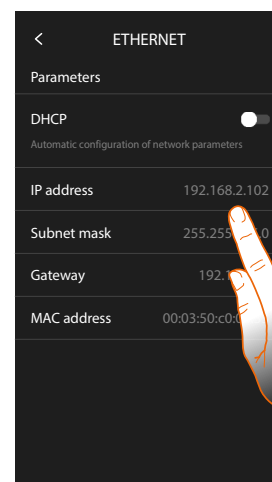 ETHERNET
Parameters
DHCP
Automatic configuration of network parameters
IP address 192.168.2.102
Subnet mask 255.255
Gateway 192.
MAC address 00:03:50:c0: